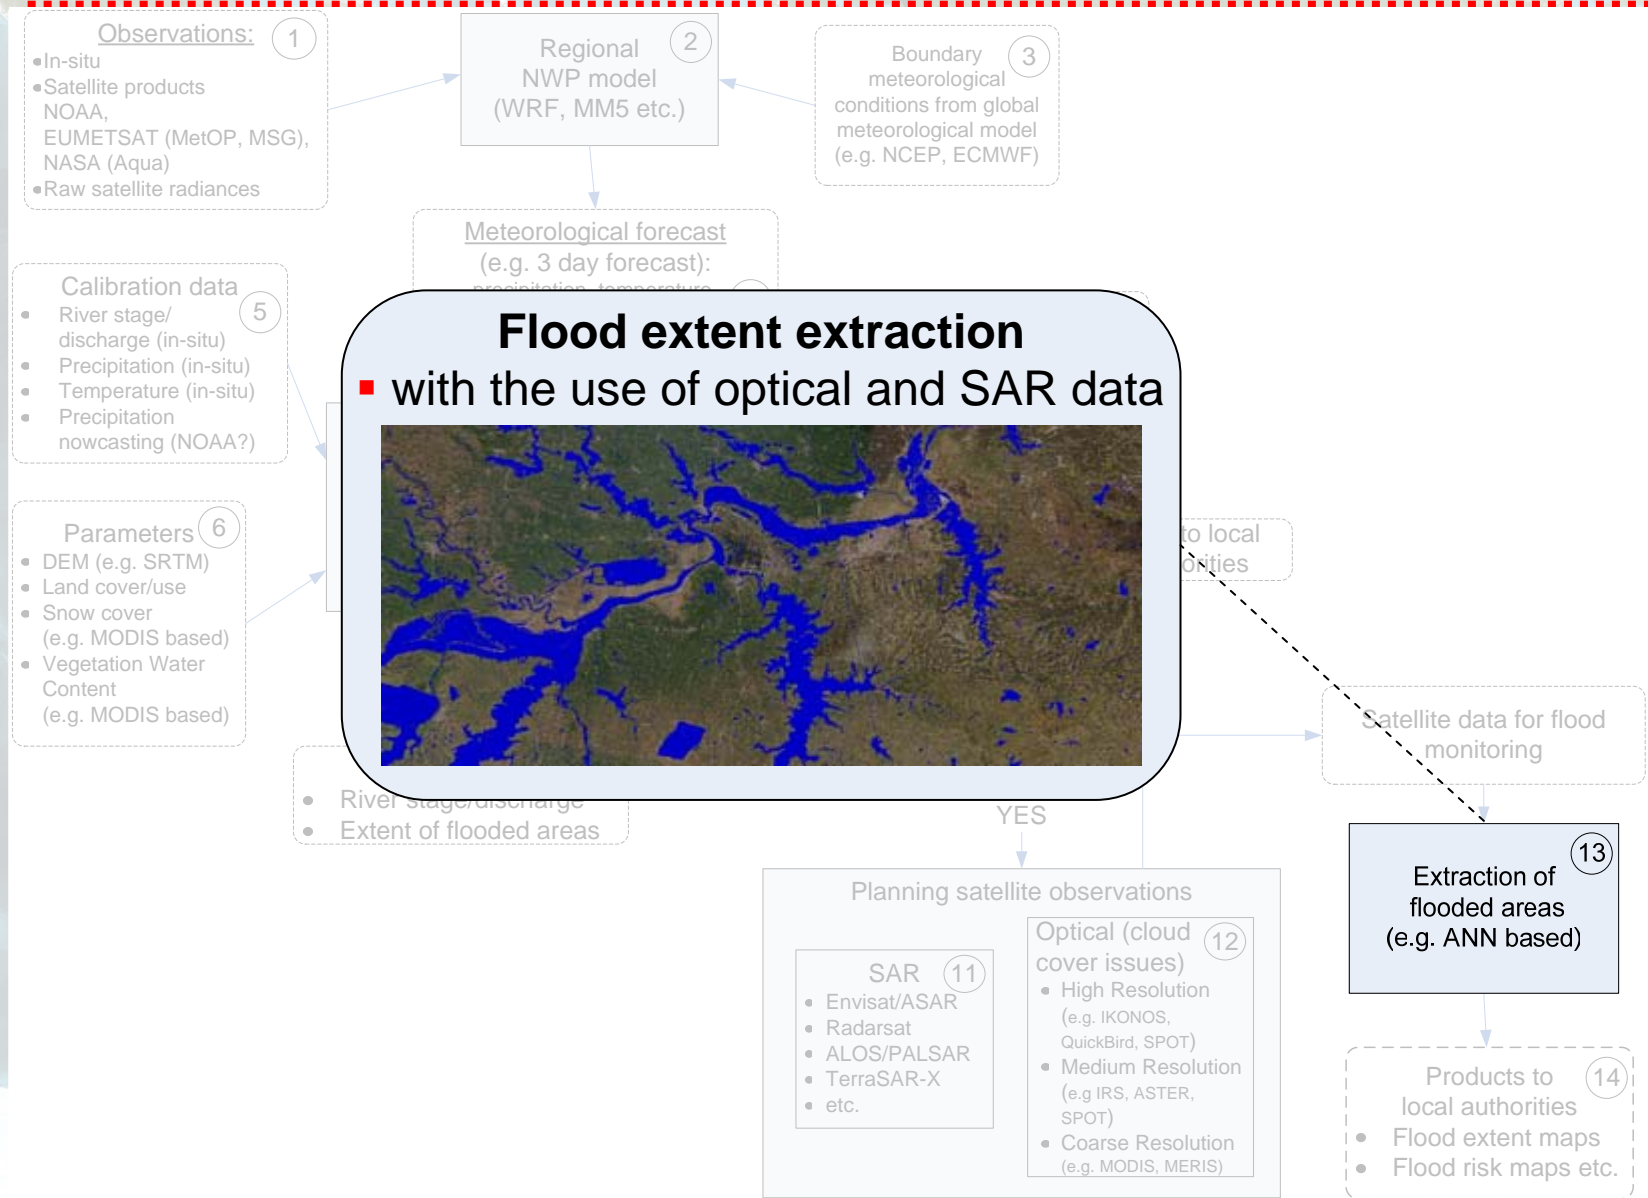 Observations:
1
In-situ
Satellite products
NOAA,
EUMETSAT (MetOP, MSG),
NASA (Aqua)
Raw satellite radiances
Regional
2
NWP model
(WRF, MM5 etc.)
Boundary
3
meteorological
conditions from global
meteorological model
(e.g. NCEP, ECMWF)
Meteorological forecast
(e.g. 3 day forecast):
precipitation, temperature
Calibration data
5
River stage/
discharge (in-situ)
Precipitation (in-situ)
Temperature (in-situ)
Precipitation
nowcasting (NOAA?)
Flood extent extraction
with the use of optical and SAR data
Parameters
6
DEM (e.g. SRTM)
Land cover/use
Snow cover
(e.g. MODIS based)
Vegetation Water
Content
(e.g. MODIS based)
to local
orities
Satellite data for flood
monitoring
River stage/discharge
Extent of flooded areas
YES
Planning satellite observations
SAR
11
Envisat/ASAR
Radarsat
ALOS/PALSAR
TerraSAR-X
etc.
Optical (cloud
12
cover issues)
High Resolution
(e.g. IKONOS,
QuickBird, SPOT)
Medium Resolution
(e.g IRS, ASTER,
SPOT)
Coarse Resolution
(e.g. MODIS, MERIS)
13
Extraction of
flooded areas
(e.g. ANN based)
Products to
14
local authorities
Flood extent maps
Flood risk maps etc.